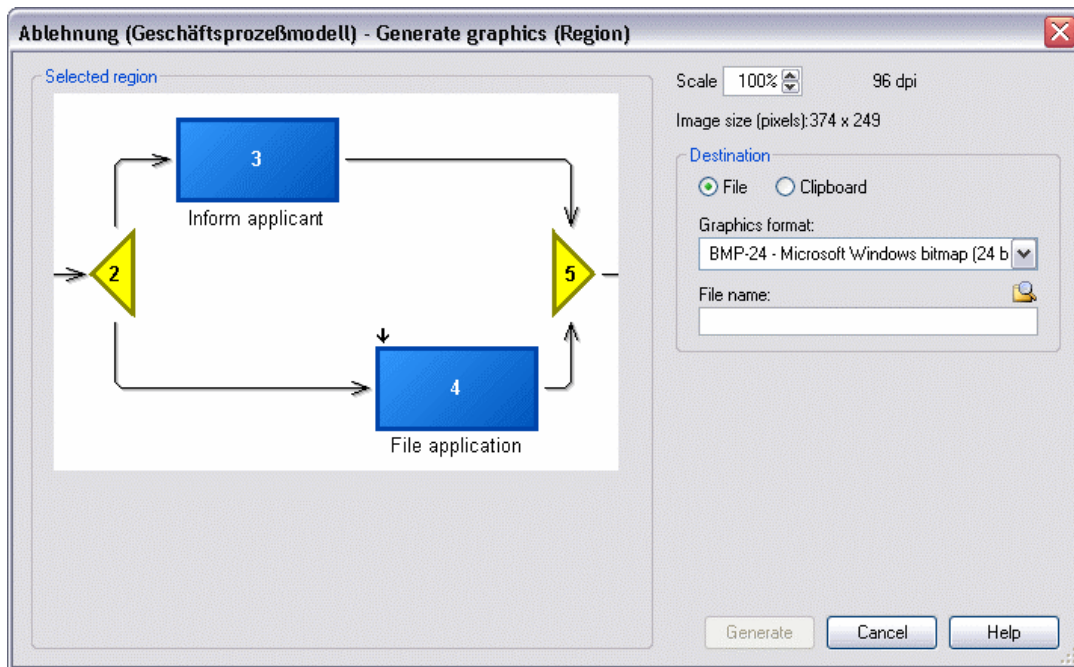 Ablehnung (Geschäftsprozeßmodell) - Generate graphics (Region)
Selected region
3
Inform applicant
2
5
4
File application
Scale 100% 96 dpi
Image size (pixels):374 x 249
Destination
File Clipboard
Graphics format:
BMP-24 - Microsoft Windows bitmap (24 b
File name:
Generate Cancel Help